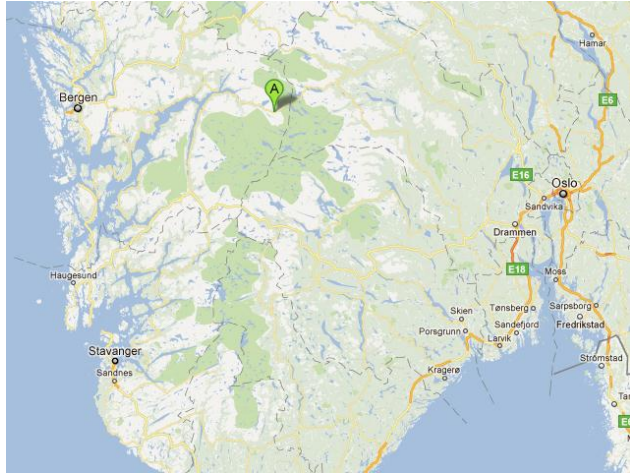 Hamar
A
Bergen
E6
E16
Oslo
Sandvika
Drammen
E18
Haugesund
Moss
Skien
Tønsberg
Sarpsborg
Porsgrunn
Sandefjord
Fredrikstad
Larvik
Stavanger
Strömstad
Sandnes
Kragerø